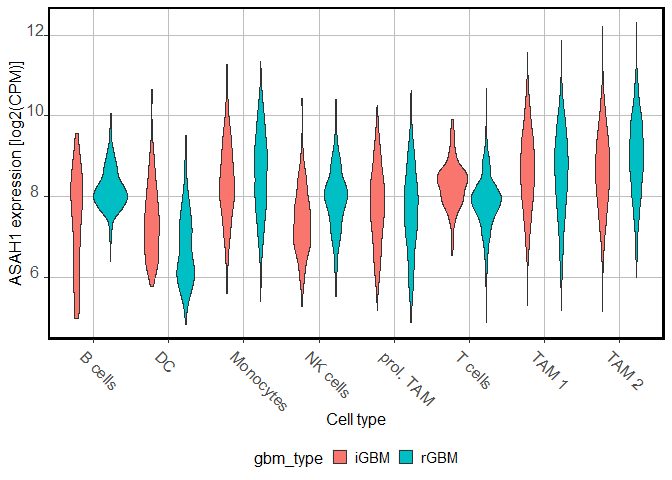 ASAH1 expression [log2(CPM)]
12
10
8
6
B cells
DC
Monocytes
NK cells
prol. TAM
T cells
TAM 1
TAM 2
Cell type
gbm_type iGBM rGBM